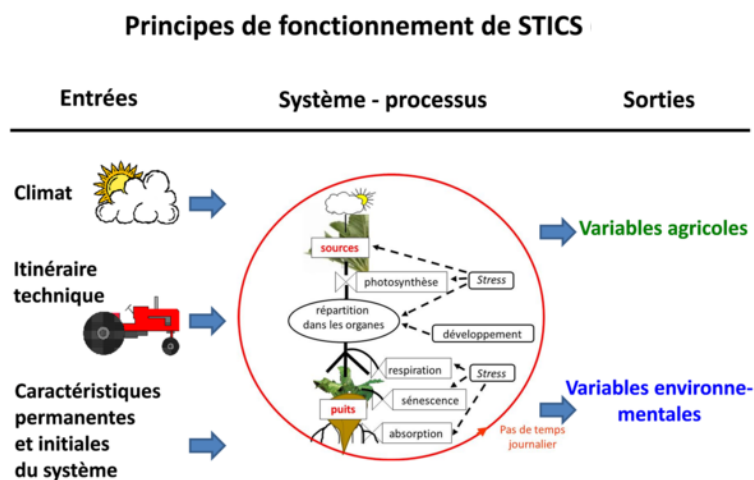 Principes de fonctionnement de STICS
Entrées
Système - processus
Sorties
Climat
Itinéraire
technique
Caractéristiques
permanentes
et initiales
du système
sources
photosynthèse
Stress
répartition
dans les organes
développement
respiration
Stress
sénescence
puits
absorption
Pas de temps
journalier
Variables agricoles
Variables environne-
mentales